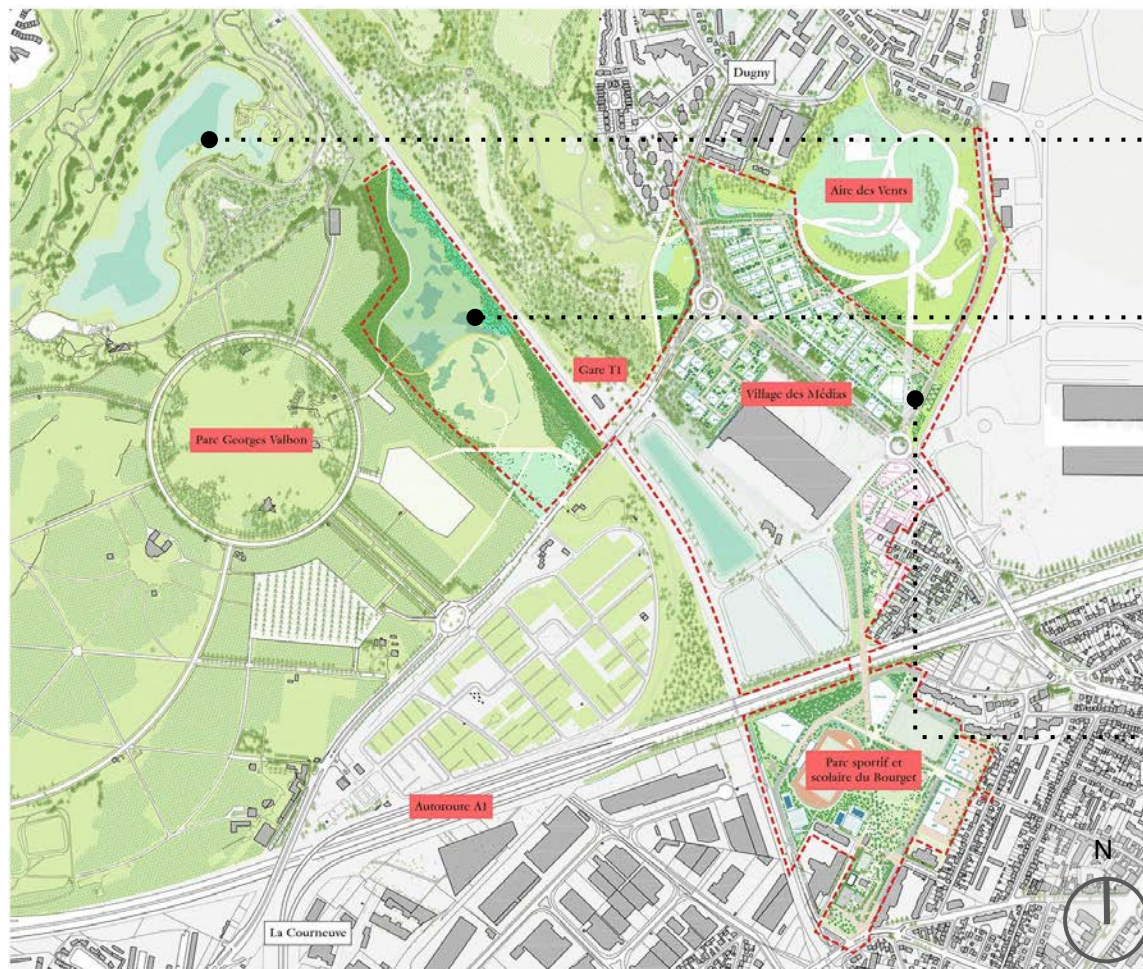 Dugny
Aire des Vents
Gare T1
Village des Médias
Parc Georges Valbon
Parc sportif et
scolaire du Bourget
Autoroute A1
N
La Courneuve